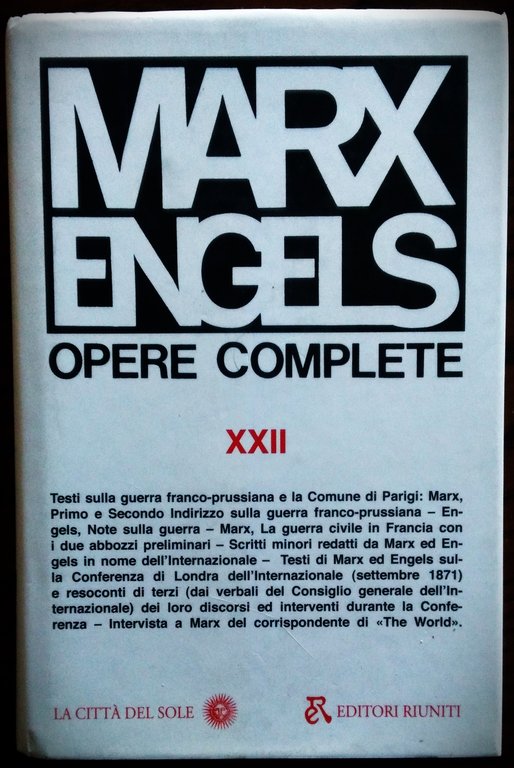 MARX
ENGELS
OPERE COMPLETE
XXII
Testi sulla guerra franco-prussiana e la Comune di Parigi: Marx,
Primo e Secondo Indirizzo sulla guerra franco-prussiana – En-
gels, Note sulla guerra – Marx, La guerra civile in Francia con
i due abbozzi preliminari – Scritti minori redatti da Marx ed En-
gels in nome dell'Internazionale – Testi di Marx ed Engels sul-
la Conferenza di Londra dell'Internazionale (settembre 1871)
e resoconti di terzi (dai verbali del Consiglio generale dell'In-
ternazionale) dei loro discorsi ed interventi durante la Confe-
renza – Intervista a Marx del corrispondente di «The World».
LA CITTÀ DEL SOLE
ER EDITORI RIUNITI